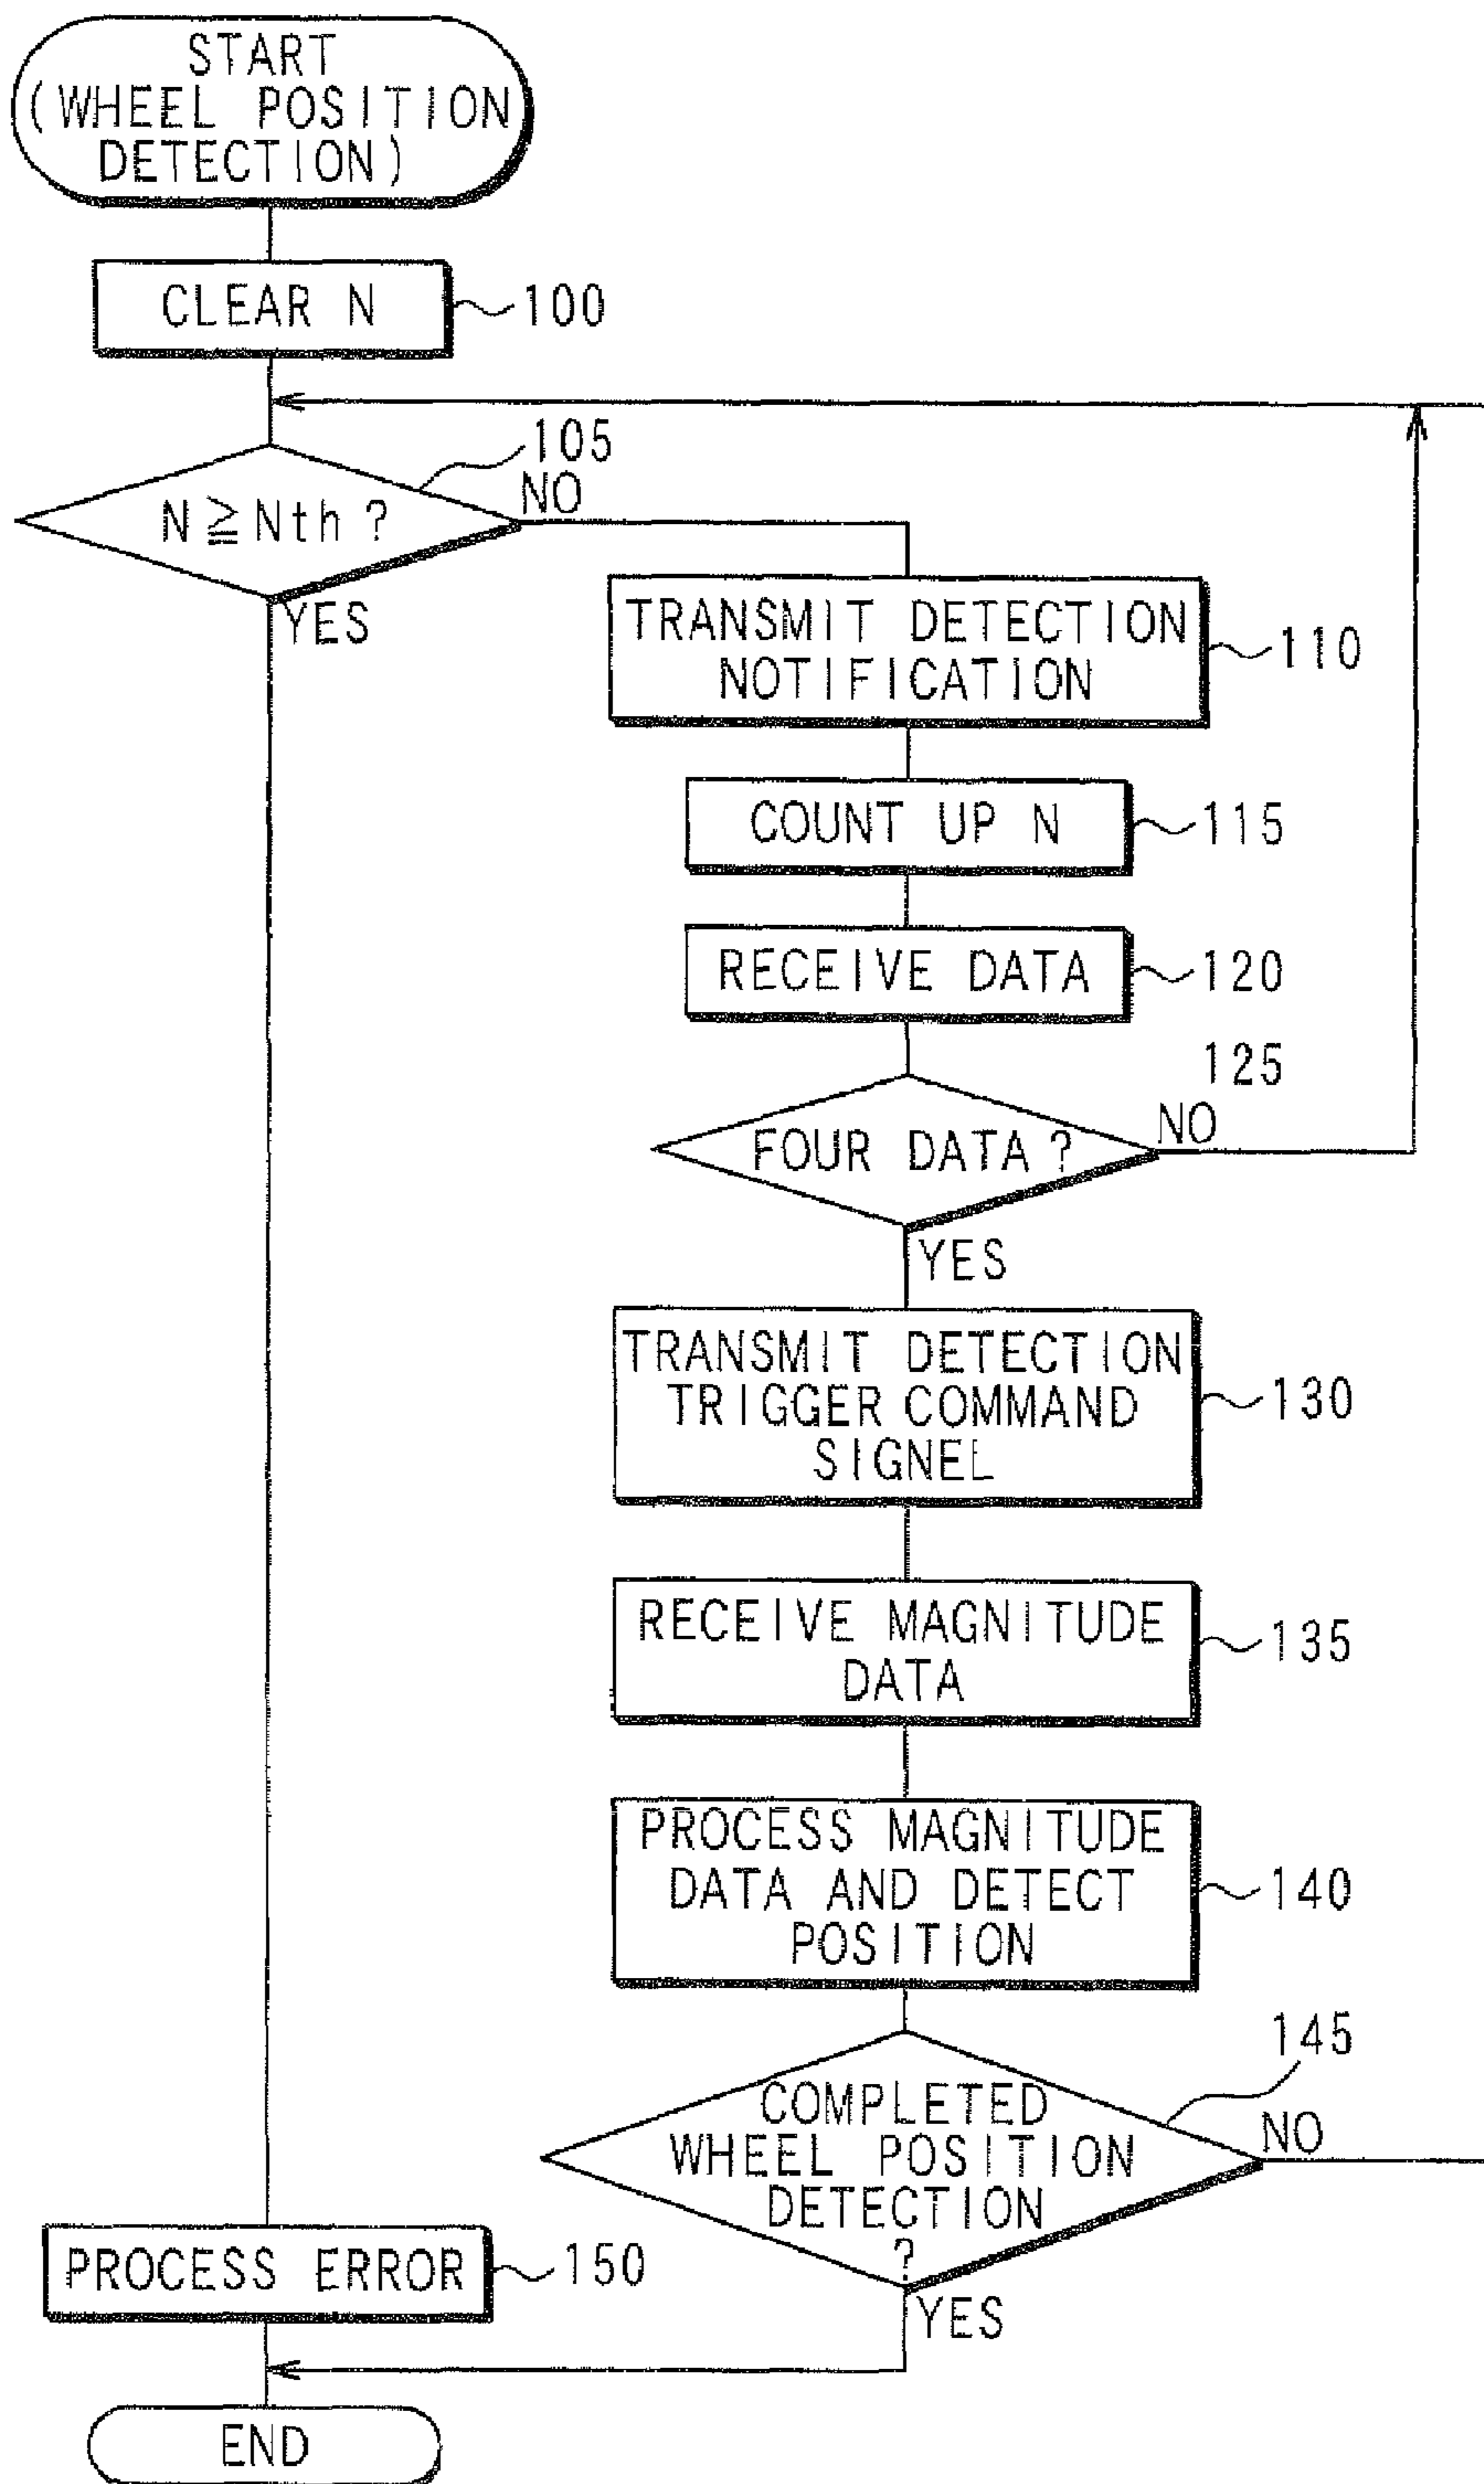 START
(WHEEL POSITION
DETECTION)
CLEAR N
100
105
N ≧ Nth ?
NO
YES
TRANSMIT DETECTION
NOTIFICATION
110
COUNT UP N
115
RECEIVE DATA
120
125
FOUR DATA ?
NO
YES
TRANSMIT DETECTION
TRIGGER COMMAND
SIGNEL
130
RECEIVE MAGNITUDE
DATA
135
PROCESS MAGNITUDE
DATA AND DETECT
POSITION
140
145
COMPLETED
WHEEL POSITION
DETECTION
?
NO
YES
PROCESS ERROR
150
END